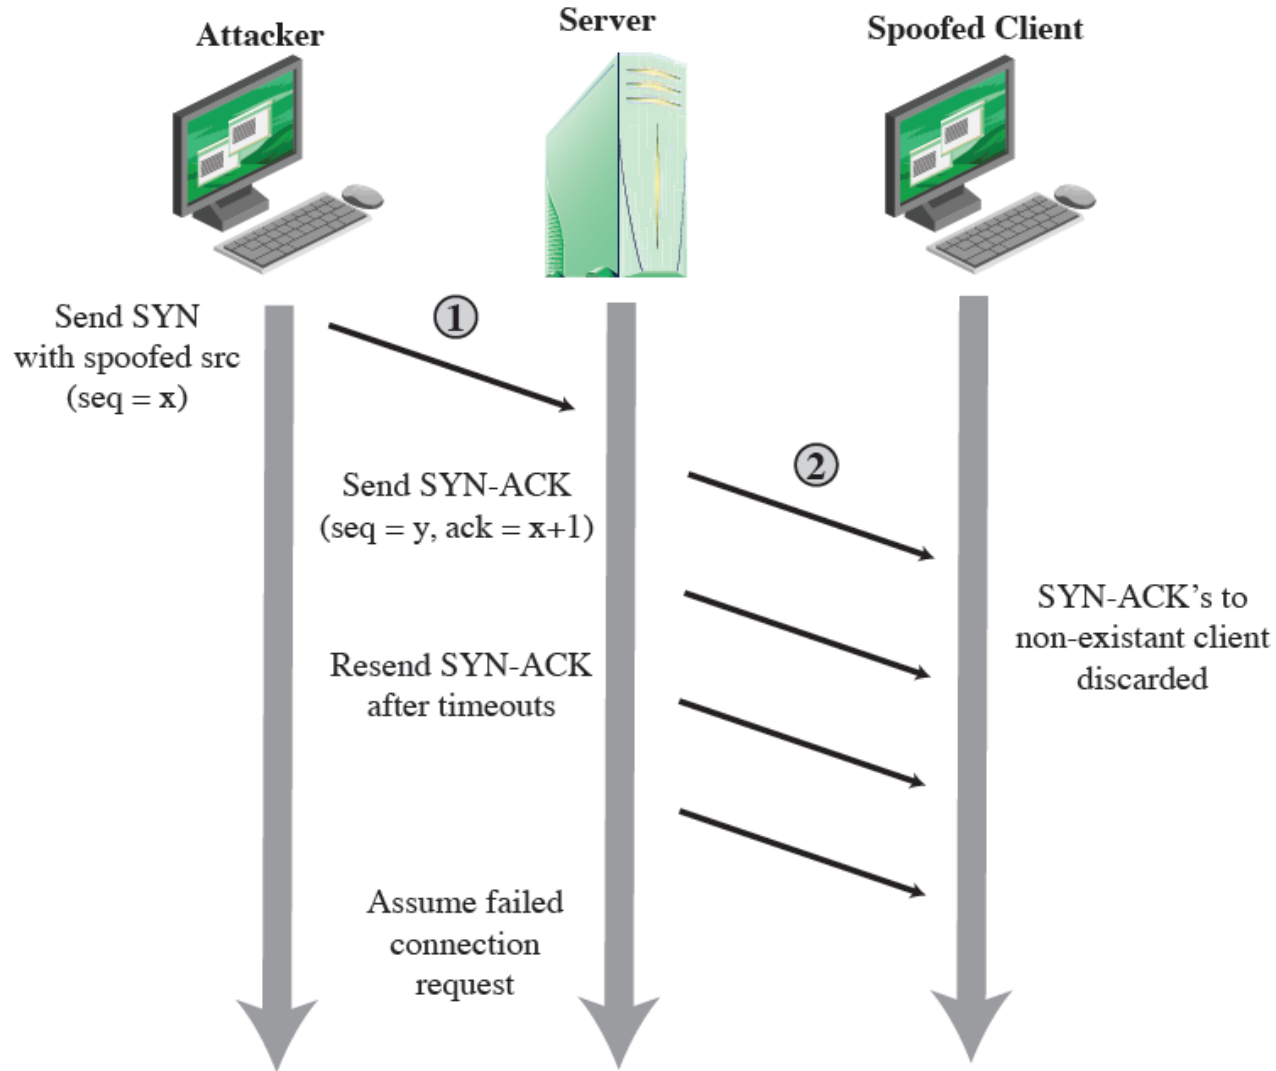 Attacker
Server
Spoofed Client
Send SYN
with spoofed src
(seq = x)
1
Send SYN-ACK
(seq = y, ack = x+1)
2
SYN-ACK’s to
non-existant client
discarded
Resend SYN-ACK
after timeouts
Assume failed
connection
request